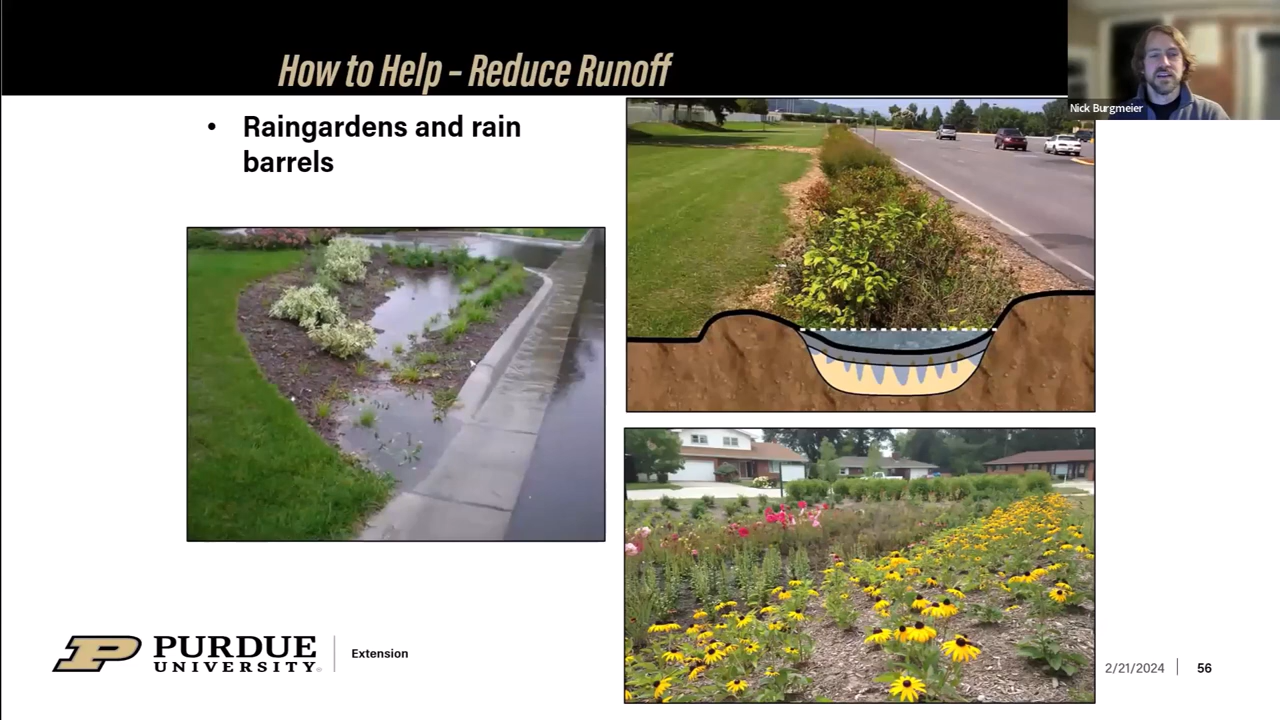 How to Help – Reduce Runoff
Nick Burgmeier
• Raingardens and rain
barrels
PURDUE
UNIVERSITY®
Extension
2/21/2024
56